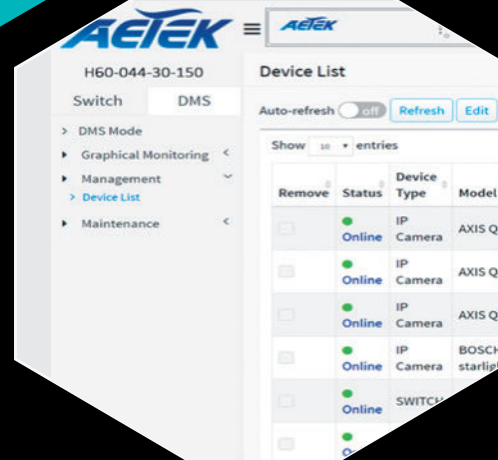 AETEK
AETEK
H60-044-30-150
Device List
Switch DMS
Auto-refresh off Refresh Edit
> DMS Mode
Graphical Monitoring
Show 10 entries
Management
> Device List
Remove Status Device Type Model
Maintenance
Online IP Camera AXIS Q
Online IP Camera AXIS Q
Online IP Camera AXIS Q
Online IP Camera BOSCH starlig
Online SWITCH